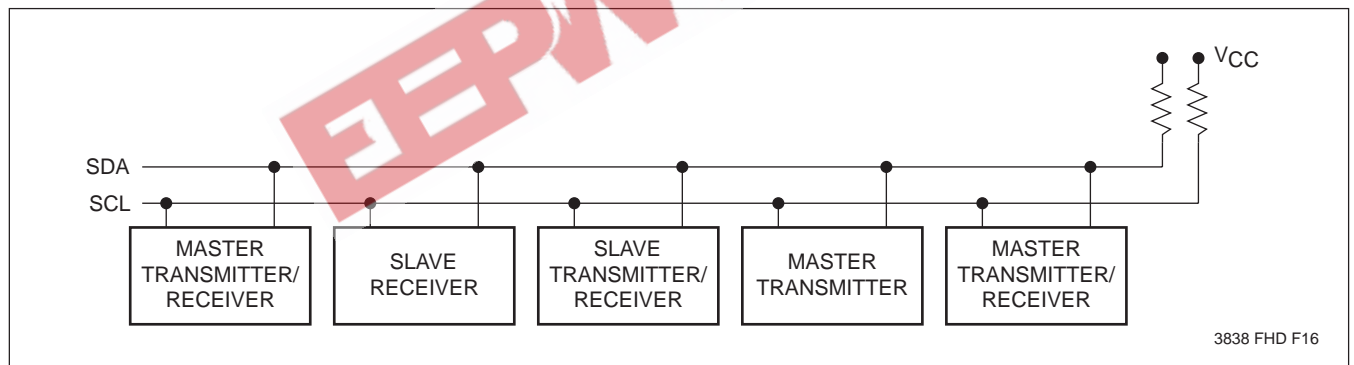 EEPW
VCC
SDA
SCL
MASTER
TRANSMITTER/
RECEIVER
SLAVE
RECEIVER
SLAVE
TRANSMITTER/
RECEIVER
MASTER
TRANSMITTER
MASTER
TRANSMITTER/
RECEIVER
3838 FHD F16